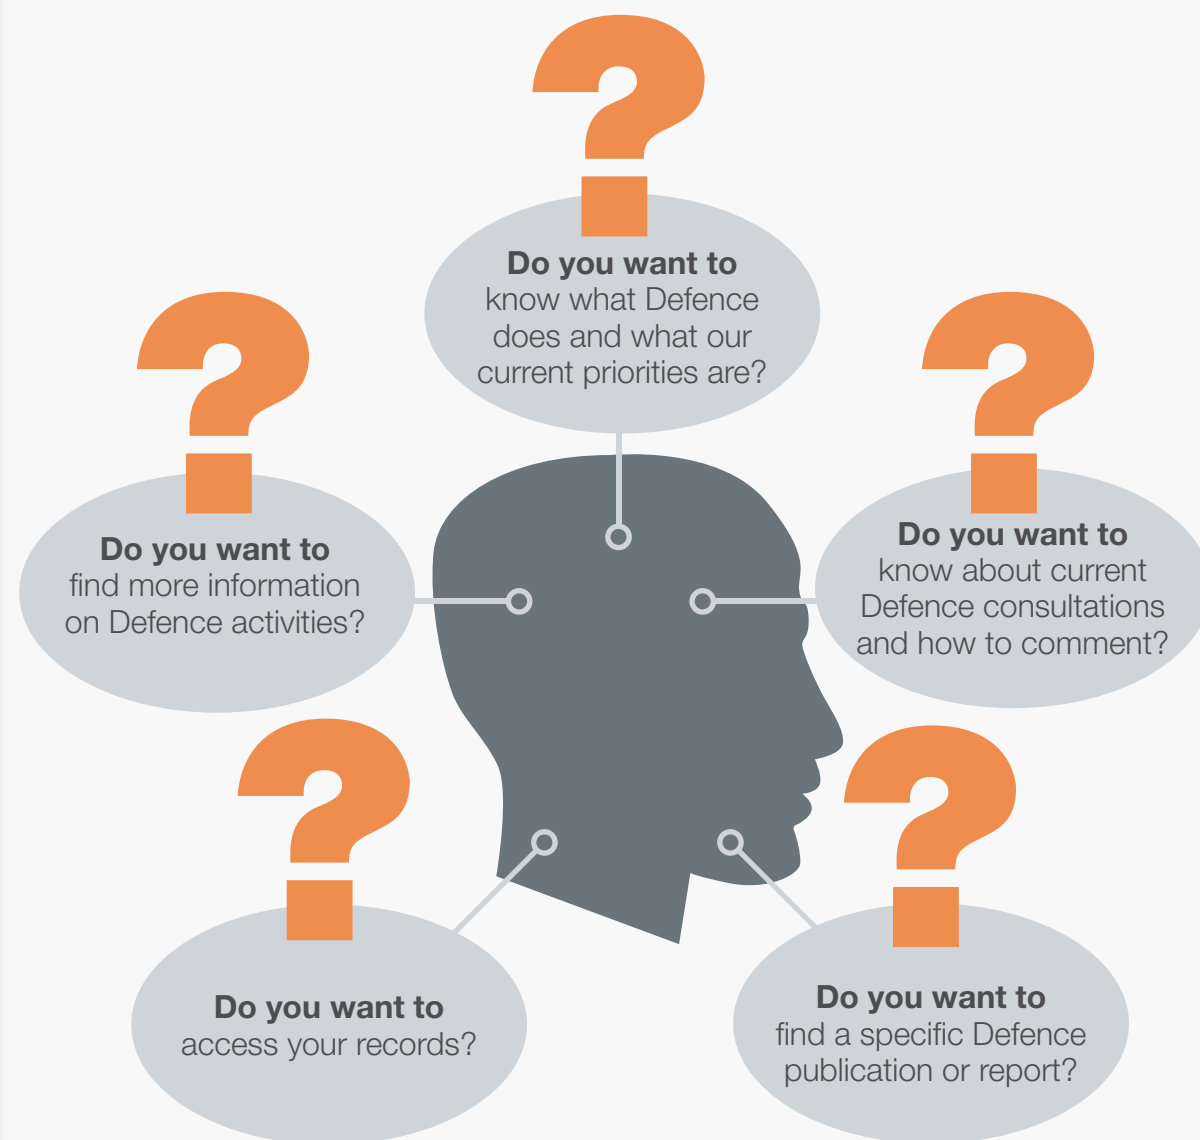 Do you want to
know what Defence
does and what our
current priorities are?
Do you want to
find more information
on Defence activities?
Do you want to
know about current
Defence consultations
and how to comment?
Do you want to
access your records?
Do you want to
find a specific Defence
publication or report?